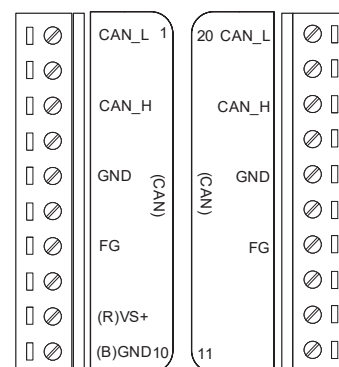 CAN_L 1
CAN_H
GND
(CAN)
FG
(R)VS+
(B)GND10
20 CAN_L
CAN_H
GND
(CAN)
FG
11